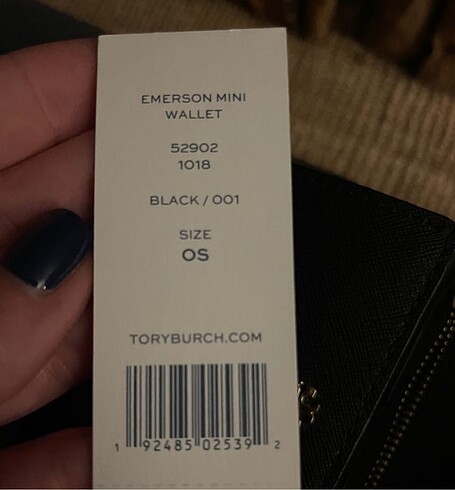 EMERSON MINI
WALLET
52902
1018
BLACK / 001
SIZE
OS
TORYBURCH.COM
1 92485 02539 2